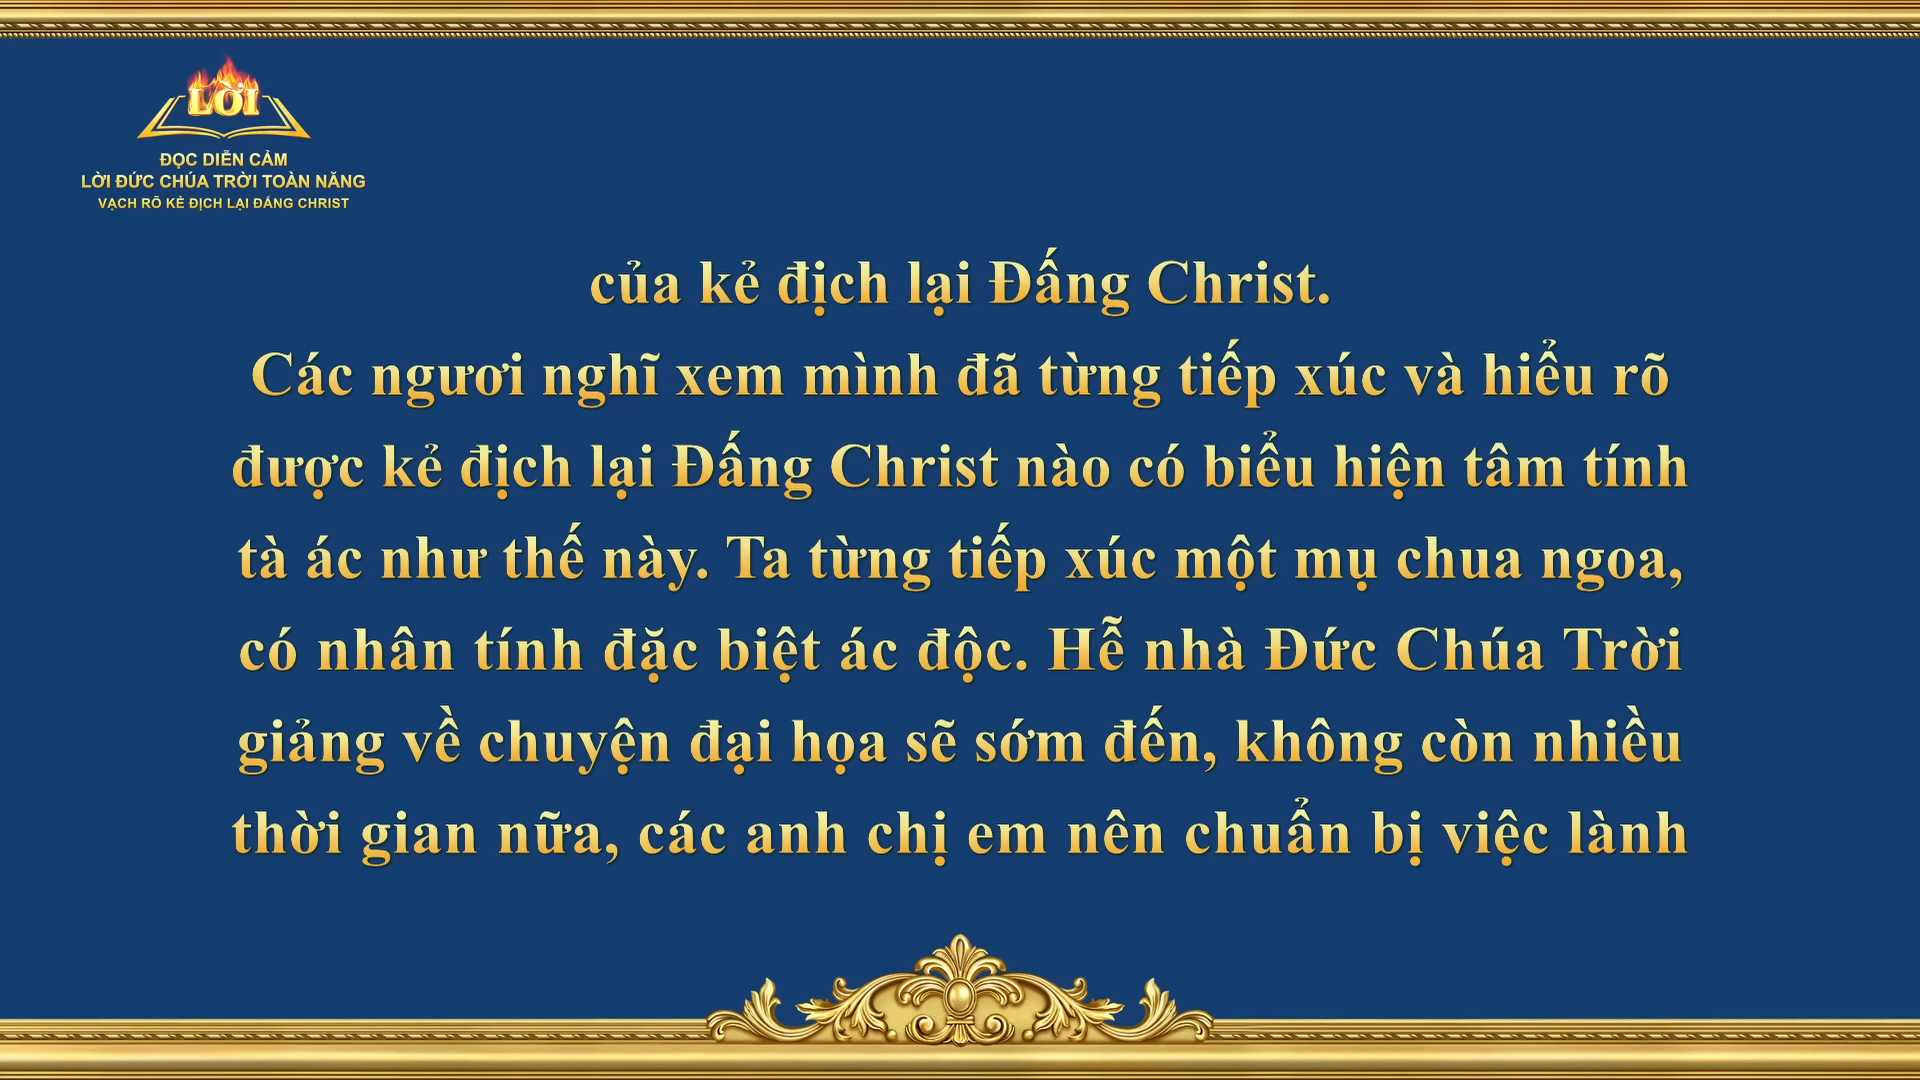 LỜI
ĐỌC DIỄN CẢM
LỜI ĐỨC CHÚA TRỜI TOÀN NĂNG
VẠCH RÕ KẺ ĐỊCH LẠI ĐẤNG CHRIST
của kẻ địch lại Đấng Christ.
Các ngươi nghĩ xem mình đã từng tiếp xúc và hiểu rõ
được kẻ địch lại Đấng Christ nào có biểu hiện tâm tính
tà ác như thế này. Ta từng tiếp xúc một mụ chua ngoa,
có nhân tính đặc biệt ác độc. Hễ nhà Đức Chúa Trời
giảng về chuyện đại họa sẽ sớm đến, không còn nhiều
thời gian nữa, các anh chị em nên chuẩn bị việc lành